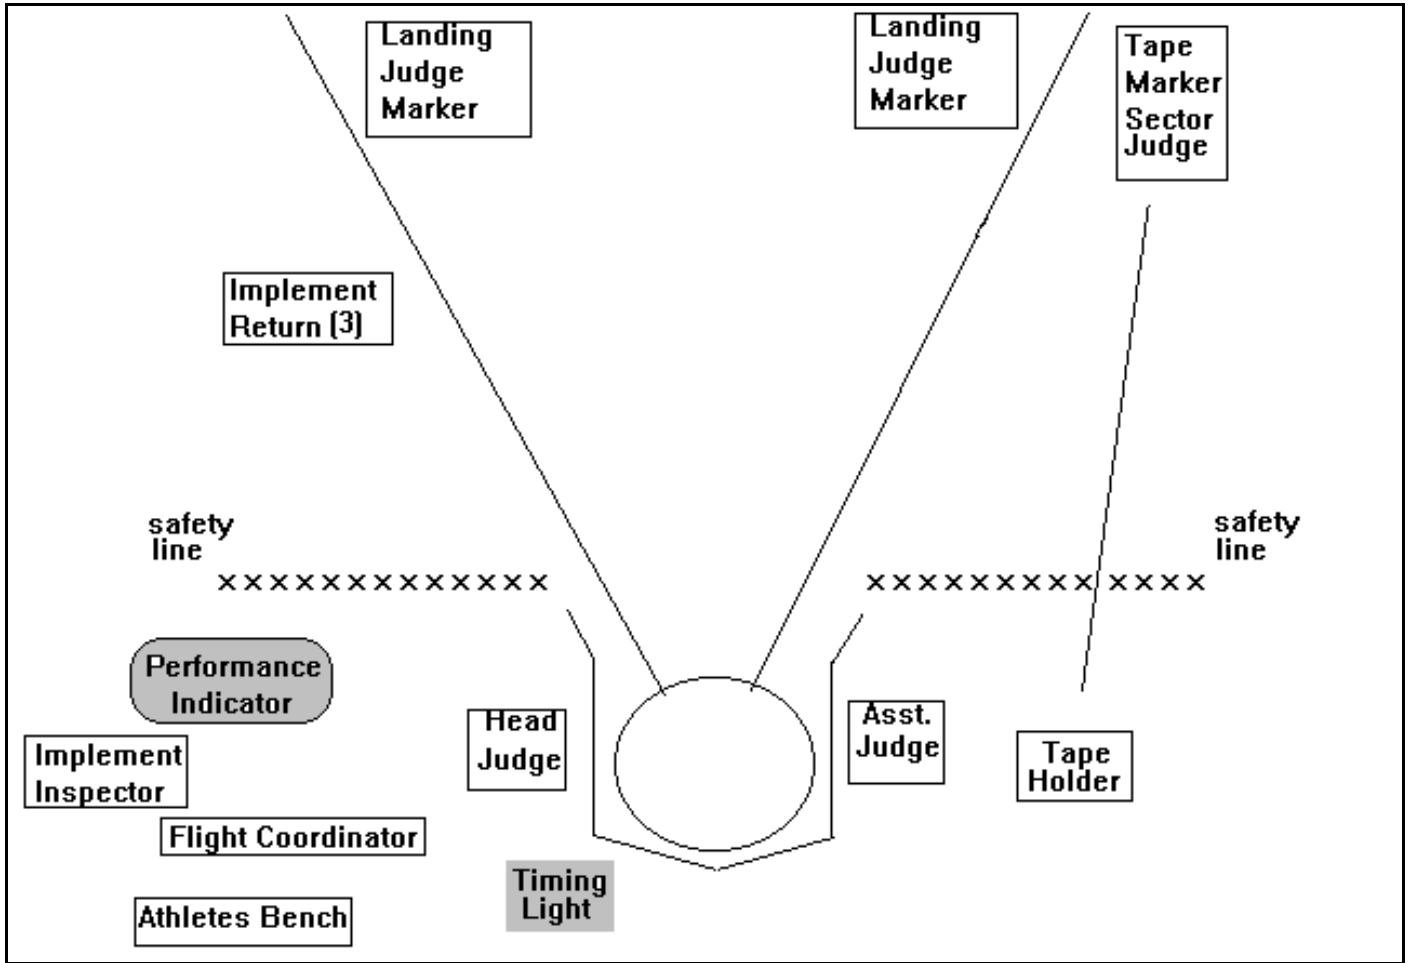 Landing
Judge
Marker
Landing
Judge
Marker
Tape
Marker
Sector
Judge
Implement
Return (3)
safety
line
safety
line
× × × × × × × × × × × × ×
× × × × × × × × × × × × ×
Performance
Indicator
Head
Judge
Asst.
Judge
Implement
Inspector
Tape
Holder
Flight Coordinator
Timing
Light
Athletes Bench